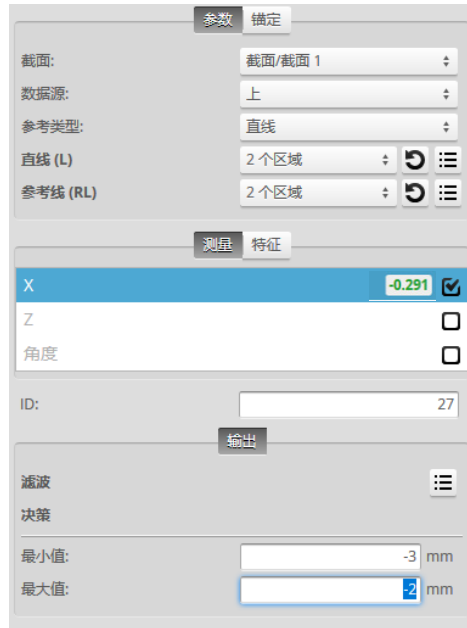 参数 锚定
截面: 截面/截面 1
数据源: 上
参考类型: 直线
直线 (L) 2 个区域
参考线 (RL) 2 个区域
测量 特征
X -0.291
Z
角度
ID: 27
输出
滤波
决策
最小值: -3 mm
最大值: -2 mm